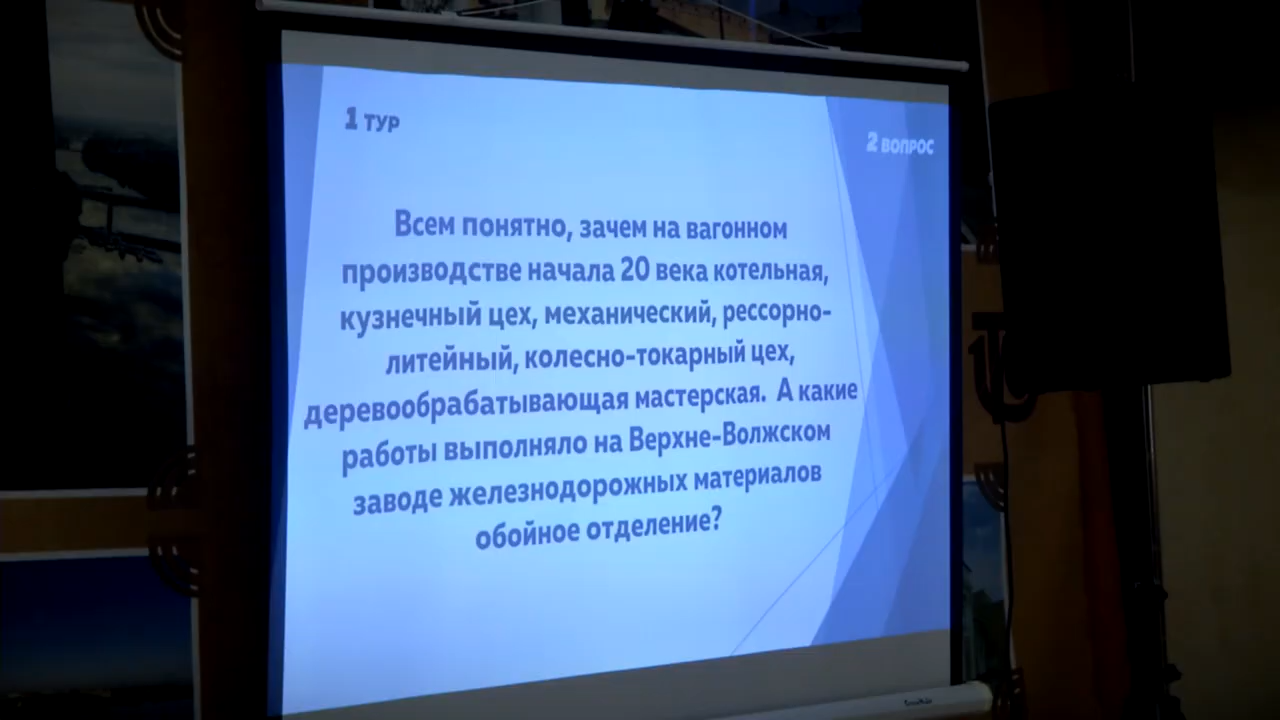 1 ТУР
2 ВОПРОС
Всем понятно, зачем на вагонном
производстве начала 20 века котельная,
кузнечный цех, механический, рессорно-
литейный, колесно-токарный цех,
деревообрабатывающая мастерская. А какие
работы выполняло на Верхне-Волжском
заводе железнодорожных материалов
обойное отделение?